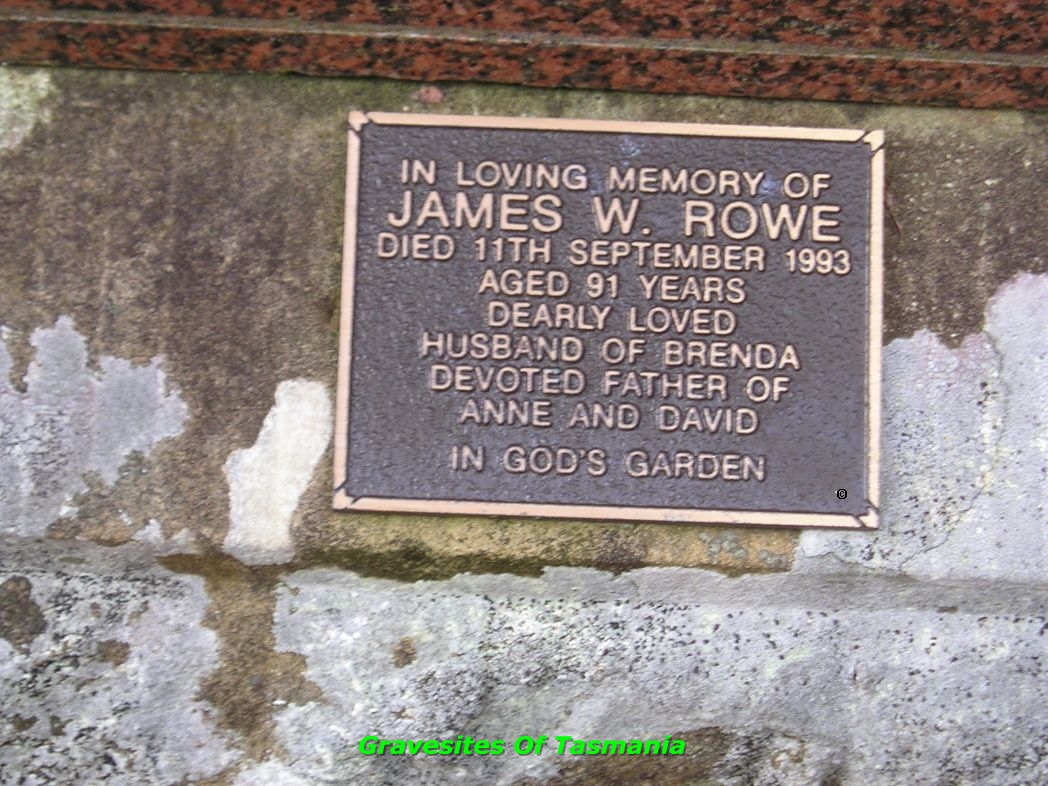 IN LOVING MEMORY OF
JAMES W. ROWE
DIED 11TH SEPTEMBER 1993
AGED 91 YEARS
DEARLY LOVED
HUSBAND OF BRENDA
DEVOTED FATHER OF
ANNE AND DAVID
IN GOD'S GARDEN
©
Gravesites Of Tasmania